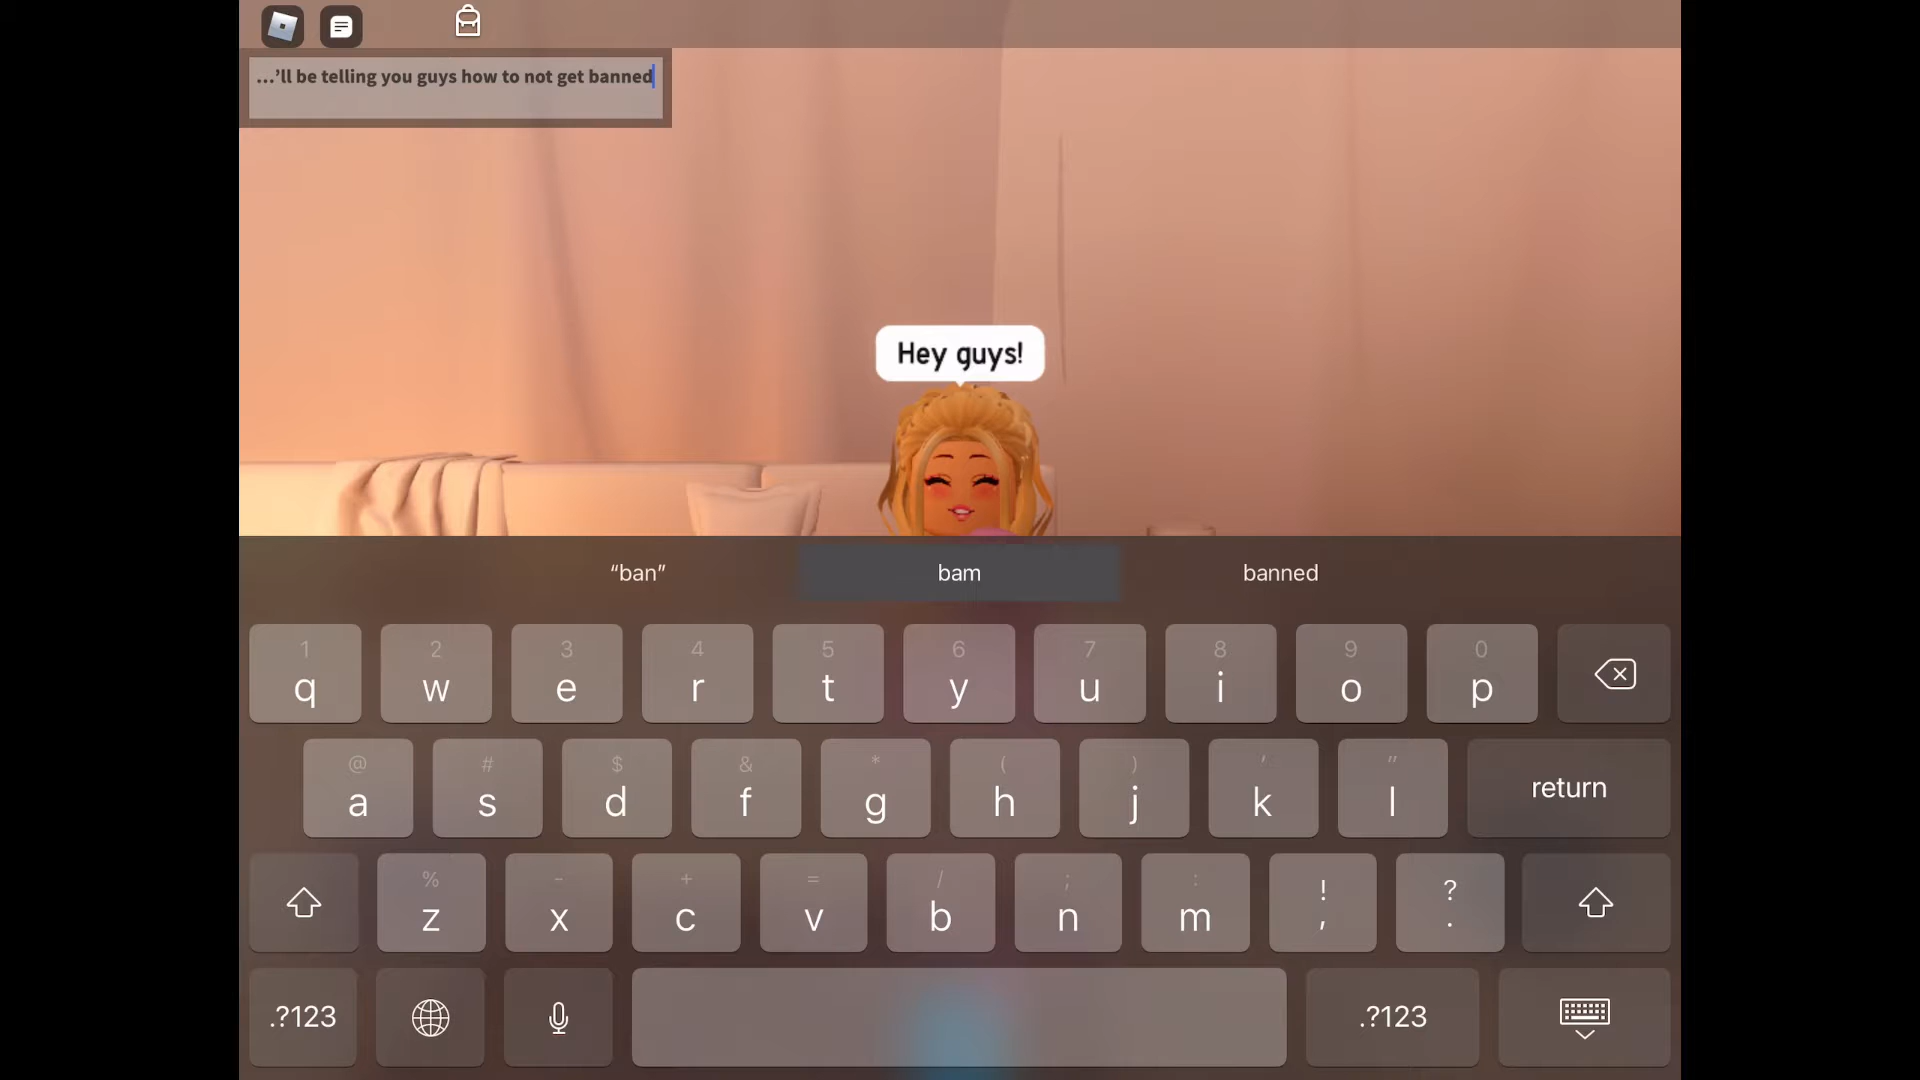 ...’ll be telling you guys how to not get banned
Hey guys!
“ban” bam banned
1 2 3 4 5 6 7 8 9 0
q w e r t y u i o p
@ # $ & * ( ) ' "
a s d f g h j k l return
% - + = / ; : ! ?
z x c v b n m , .
.?123 .?123